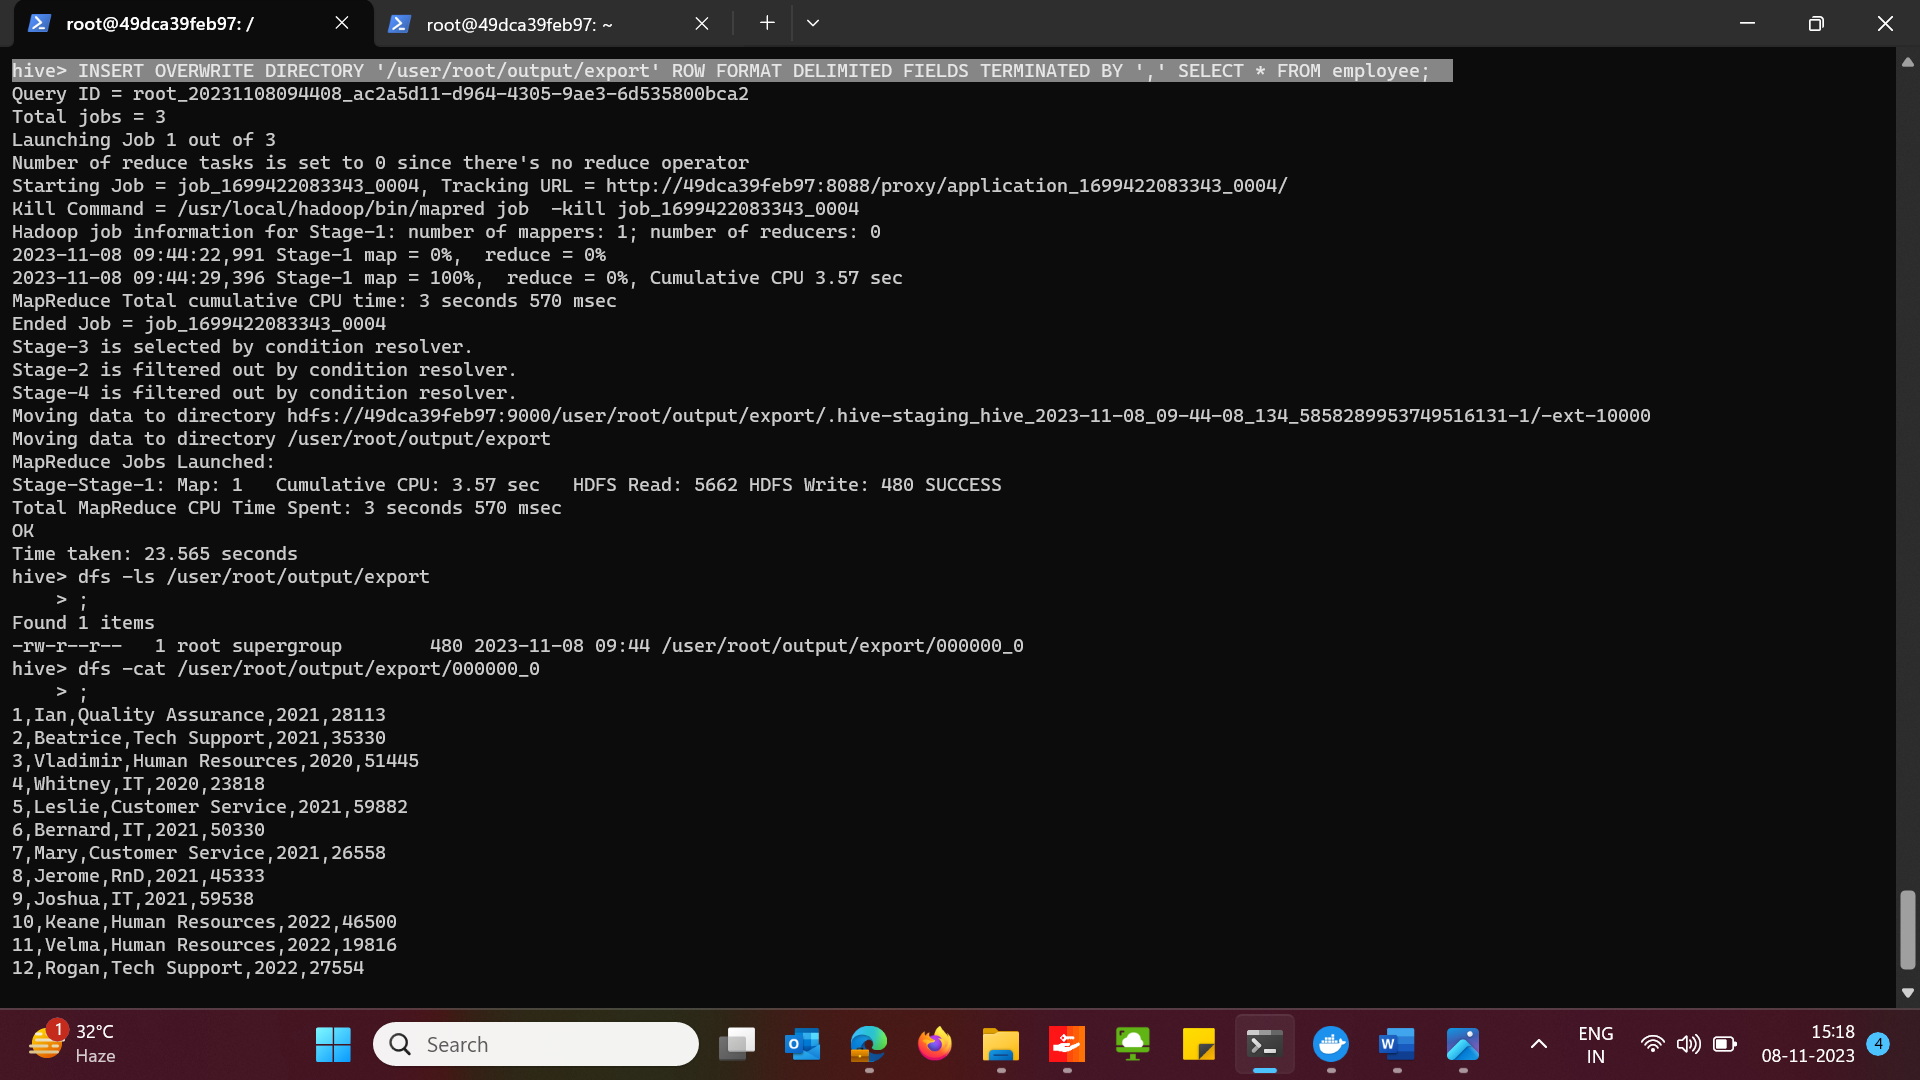 root@49dca39feb97: /
root@49dca39feb97: ~
hive> INSERT OVERWRITE DIRECTORY '/user/root/output/export' ROW FORMAT DELIMITED FIELDS TERMINATED BY ',' SELECT * FROM employee;
Query ID = root_20231108094408_ac2a5d11-d964-4305-9ae3-6d535800bca2
Total jobs = 3
Launching Job 1 out of 3
Number of reduce tasks is set to 0 since there's no reduce operator
Starting Job = job_1699422083343_0004, Tracking URL = http://49dca39feb97:8088/proxy/application_1699422083343_0004/
Kill Command = /usr/local/hadoop/bin/mapred job  -kill job_1699422083343_0004
Hadoop job information for Stage-1: number of mappers: 1; number of reducers: 0
2023-11-08 09:44:22,991 Stage-1 map = 0%,  reduce = 0%
2023-11-08 09:44:29,396 Stage-1 map = 100%,  reduce = 0%, Cumulative CPU 3.57 sec
MapReduce Total cumulative CPU time: 3 seconds 570 msec
Ended Job = job_1699422083343_0004
Stage-3 is selected by condition resolver.
Stage-2 is filtered out by condition resolver.
Stage-4 is filtered out by condition resolver.
Moving data to directory hdfs://49dca39feb97:9000/user/root/output/export/.hive-staging_hive_2023-11-08_09-44-08_134_5858289953749516131-1/-ext-10000
Moving data to directory /user/root/output/export
MapReduce Jobs Launched:
Stage-Stage-1: Map: 1   Cumulative CPU: 3.57 sec   HDFS Read: 5662 HDFS Write: 480 SUCCESS
Total MapReduce CPU Time Spent: 3 seconds 570 msec
OK
Time taken: 23.565 seconds
hive> dfs -ls /user/root/output/export
    > ;
Found 1 items
-rw-r--r--   1 root supergroup        480 2023-11-08 09:44 /user/root/output/export/000000_0
hive> dfs -cat /user/root/output/export/000000_0
    > ;
1,Ian,Quality Assurance,2021,28113
2,Beatrice,Tech Support,2021,35330
3,Vladimir,Human Resources,2020,51445
4,Whitney,IT,2020,23818
5,Leslie,Customer Service,2021,59882
6,Bernard,IT,2021,50330
7,Mary,Customer Service,2021,26558
8,Jerome,RnD,2021,45333
9,Joshua,IT,2021,59538
10,Keane,Human Resources,2022,46500
11,Velma,Human Resources,2022,19816
12,Rogan,Tech Support,2022,27554
1
32°C
Haze
Search
ENG
IN
15:18
08-11-2023
4